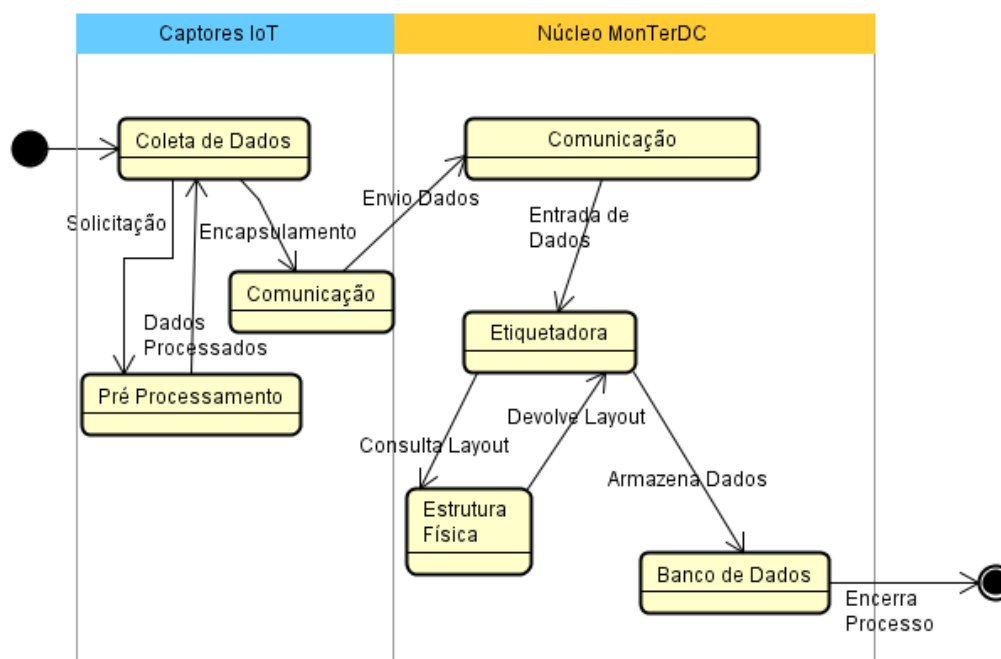 Captores IoT
Núcleo MonTerDC
Coleta de Dados
Comunicação
Solicitação
Encapsulamento
Envio Dados
Entrada de
Dados
Comunicação
Dados
Processados
Etiquetadora
Pré Processamento
Consulta Layout
Devolve Layout
Armazena Dados
Estrutura
Física
Banco de Dados
Encerra
Processo